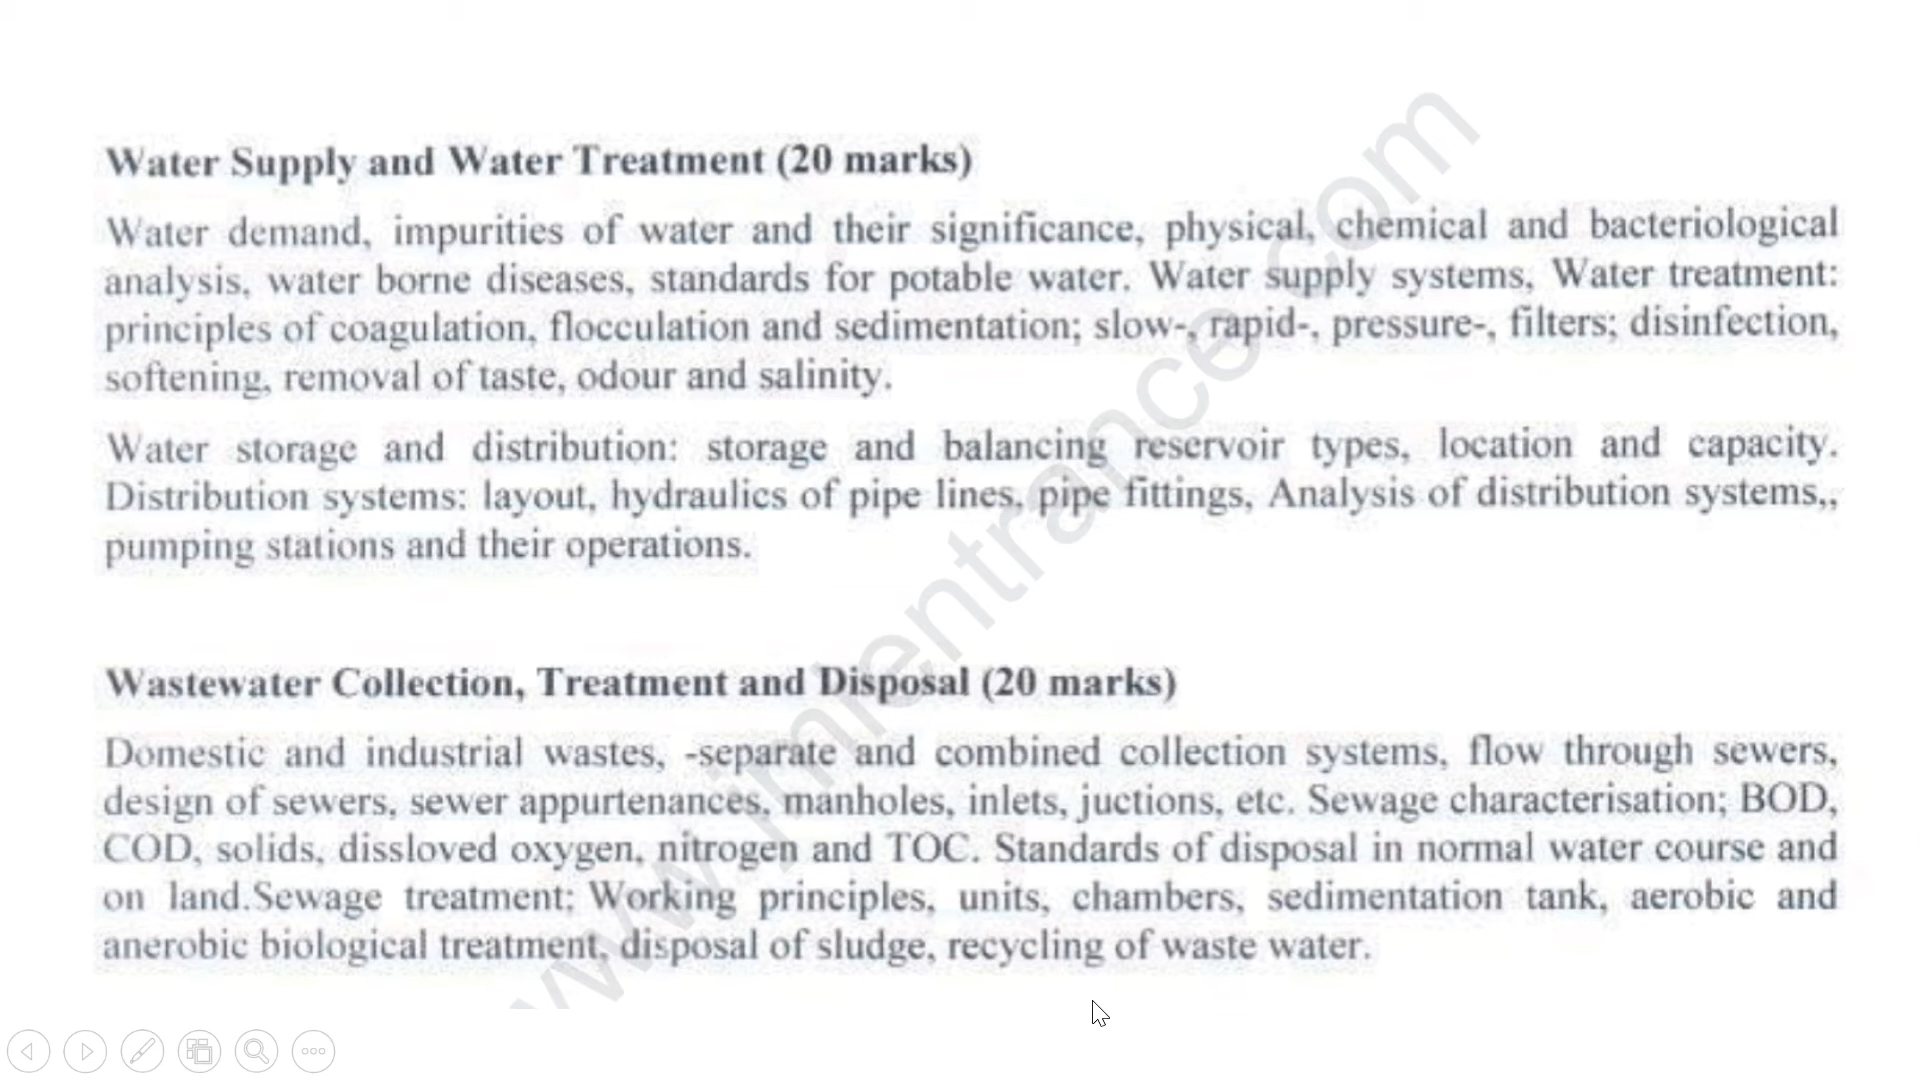 Water Supply and Water Treatment (20 marks)
Water demand, impurities of water and their significance, physical, chemical and bacteriological
analysis, water borne diseases, standards for potable water. Water supply systems, Water treatment:
principles of coagulation, flocculation and sedimentation; slow-, rapid-, pressure-, filters; disinfection,
softening, removal of taste, odour and salinity.
Water storage and distribution: storage and balancing reservoir types, location and capacity.
Distribution systems: layout, hydraulics of pipe lines, pipe fittings, Analysis of distribution systems,,
pumping stations and their operations.
Wastewater Collection, Treatment and Disposal (20 marks)
Domestic and industrial wastes, -separate and combined collection systems, flow through sewers,
design of sewers, sewer appurtenances, manholes, inlets, juctions, etc. Sewage characterisation; BOD,
COD, solids, dissloved oxygen, nitrogen and TOC. Standards of disposal in normal water course and
on land.Sewage treatment; Working principles, units, chambers, sedimentation tank, aerobic and
anerobic biological treatment, disposal of sludge, recycling of waste water.
www.jmientrance.com